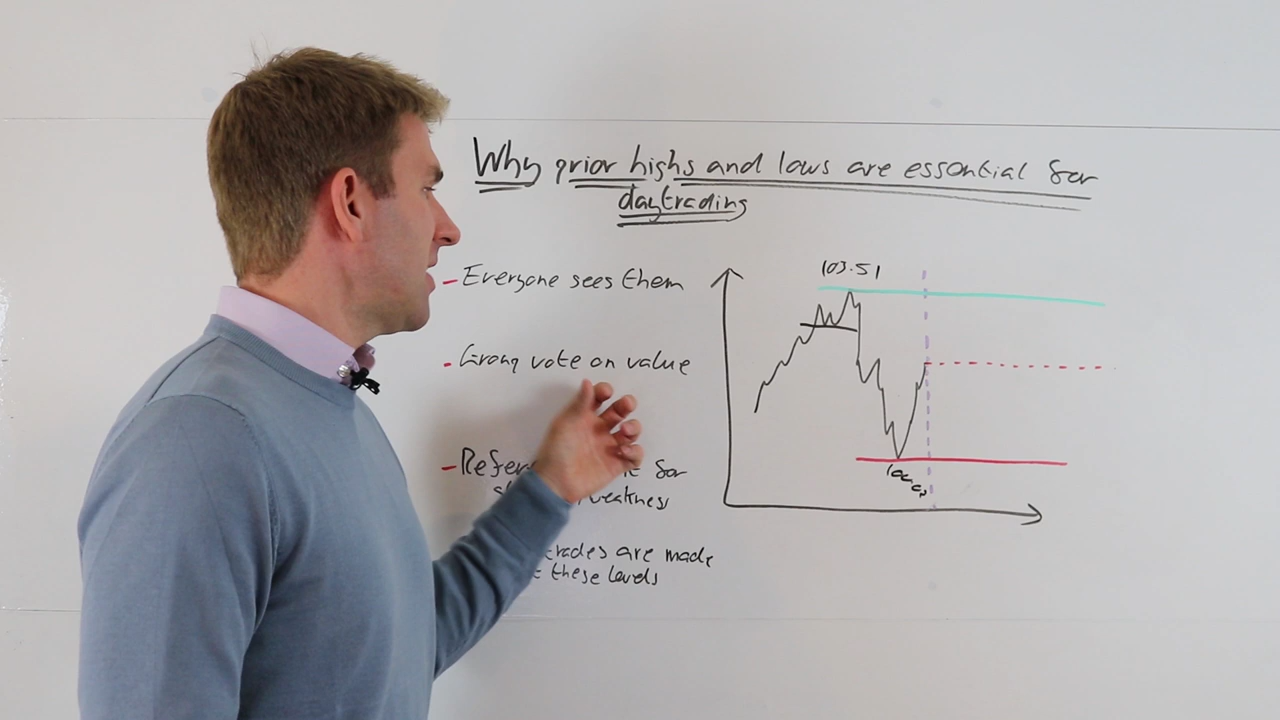 Why prior highs and lows are essential for
daytrading
- Everyone sees them
- Strong vote on value
- Refer for
weakness
trades are made
these levels
103.51